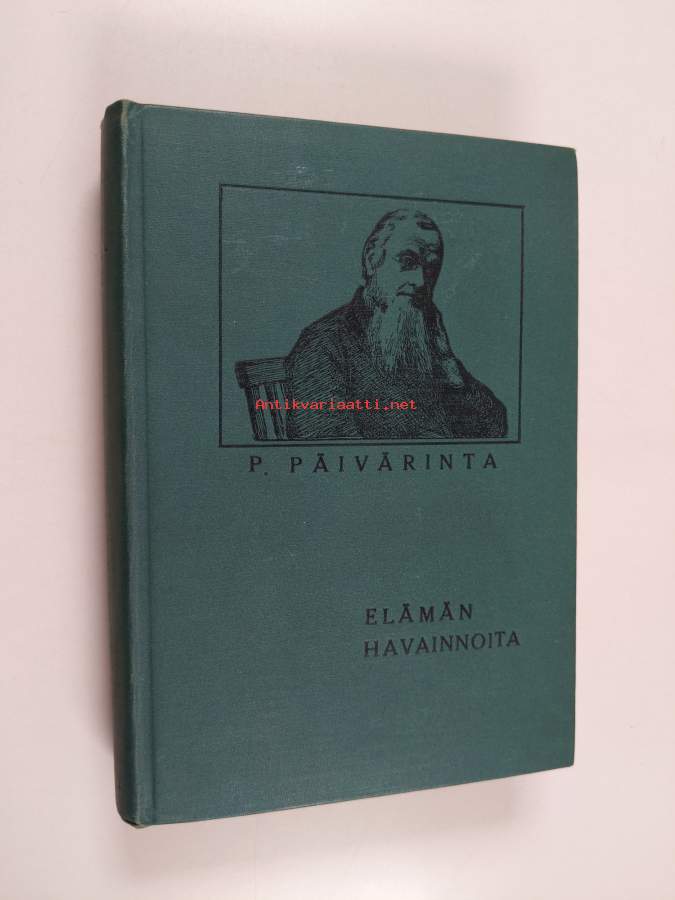 Antikvariaatti.net
P. PÄIVÄRINTA
ELÄMÄN
HAVAINNOITA